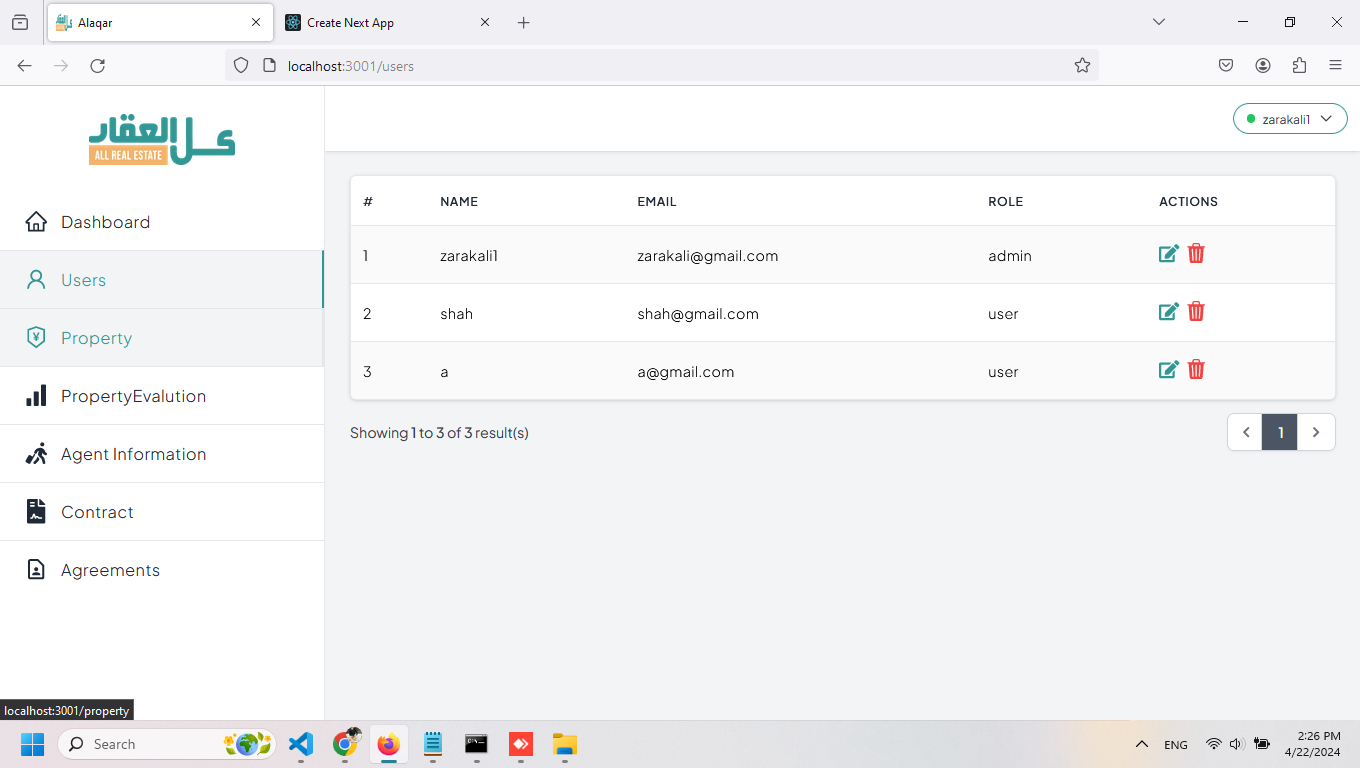 Alaqar
Create Next App
localhost:3001/users
كل العقار
ALL REAL ESTATE
zarakali1
Dashboard
Users
Property
PropertyEvalution
Agent Information
Contract
Agreements
# NAME EMAIL ROLE ACTIONS
1 zarakali1 zarakali@gmail.com admin
2 shah shah@gmail.com user
3 a a@gmail.com user
Showing 1 to 3 of 3 result(s)
1
localhost:3001/property
Search
ENG
2:26 PM
4/22/2024